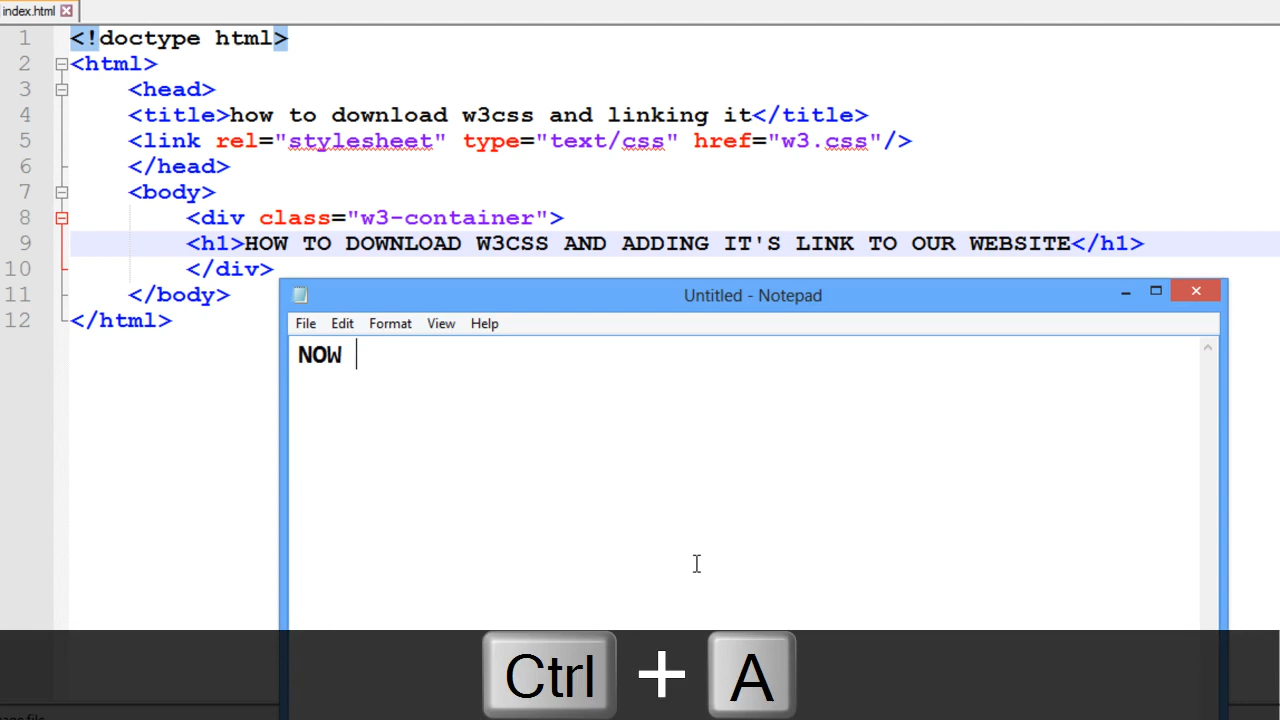 index.html
1 <!doctype html>
2 <html>
3 <head>
4 <title>how to download w3css and linking it</title>
5 <link rel="stylesheet" type="text/css" href="w3.css"/>
6 </head>
7 <body>
8 <div class="w3-container">
9 <h1>HOW TO DOWNLOAD W3CSS AND ADDING IT'S LINK TO OUR WEBSITE</h1>
10 </div>
11 </body>
12 </html>
Untitled - Notepad
File Edit Format View Help
NOW
Ctrl + A